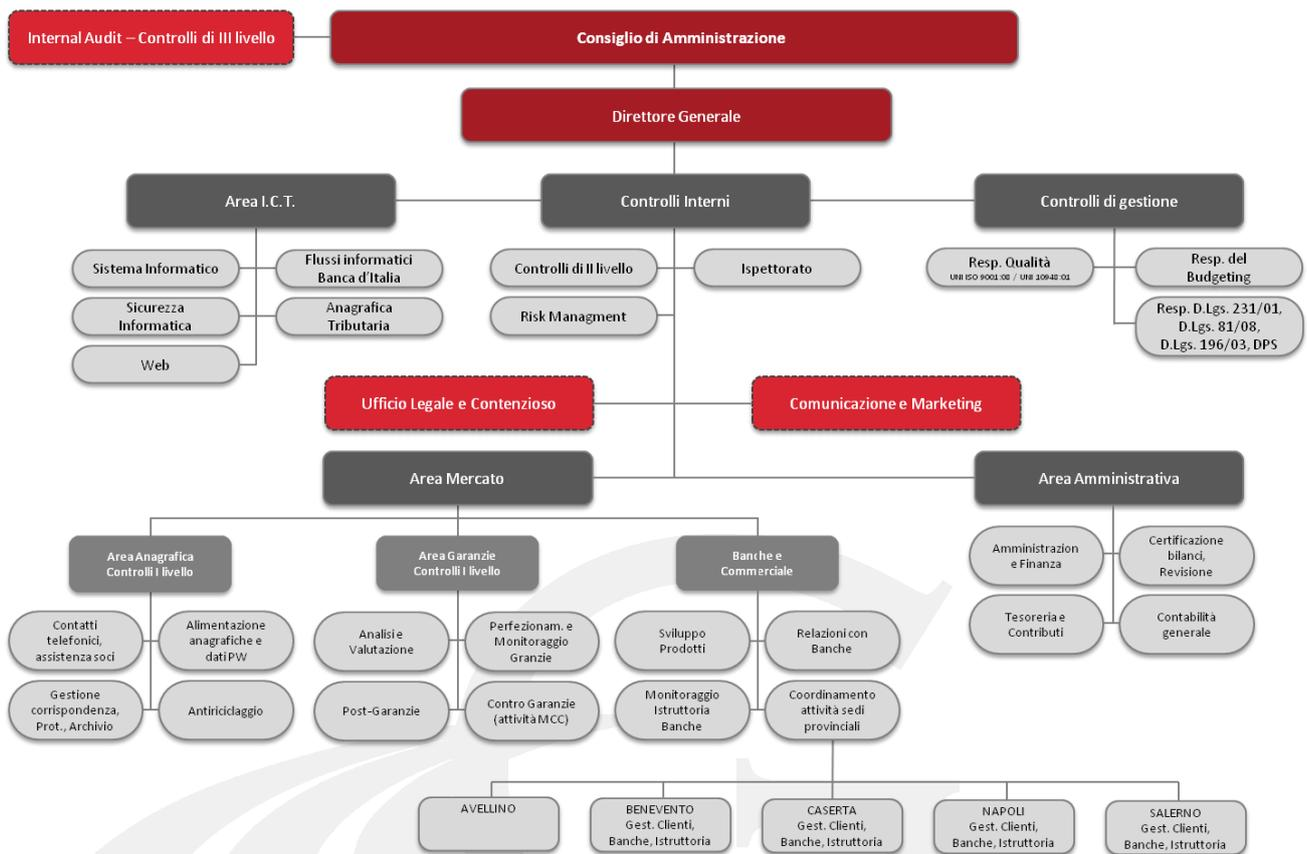 Internal Audit – Controlli di III livello
Consiglio di Amministrazione
Direttore Generale
Area I.C.T.
Controlli Interni
Controlli di gestione
Sistema Informatico
Flussi informatici
Banca d'Italia
Sicurezza
Informatica
Anagrafica
Tributaria
Web
Controlli di II livello
Ispettorato
Risk Managment
Resp. Qualità
UNI ISO 9001:08 / UNI 10948:01
Resp. del
Budgeting
Resp. D.Lgs. 231/01,
D.Lgs. 81/08,
D.Lgs. 196/03, DPS
Ufficio Legale e Contenzioso
Comunicazione e Marketing
Area Mercato
Area Amministrativa
Area Anagrafica
Controlli I livello
Area Garanzie
Controlli I livello
Banche e
Commerciale
Amministrazion
e Finanza
Certificazione
bilanci,
Revisione
Tesoreria e
Contributi
Contabilità
generale
Contatti
telefonici,
assistenza soci
Alimentazione
anagrafiche e
dati PW
Gestione
corrispondenza,
Prot., Archivio
Antiriciclaggio
Analisi e
Valutazione
Perfezionam. e
Monitoraggio
Granzie
Post-Garanzie
Contro Garanzie
(attività MCC)
Sviluppo
Prodotti
Relazioni con
Banche
Monitoraggio
Istruttoria
Banche
Coordinamento
attività sedi
provinciali
AVELLINO
BENEVENTO
Gest. Clienti,
Banche, Istruttoria
CASERTA
Gest. Clienti,
Banche, Istruttoria
NAPOLI
Gest. Clienti,
Banche, Istruttoria
SALERNO
Gest. Clienti,
Banche, Istruttoria